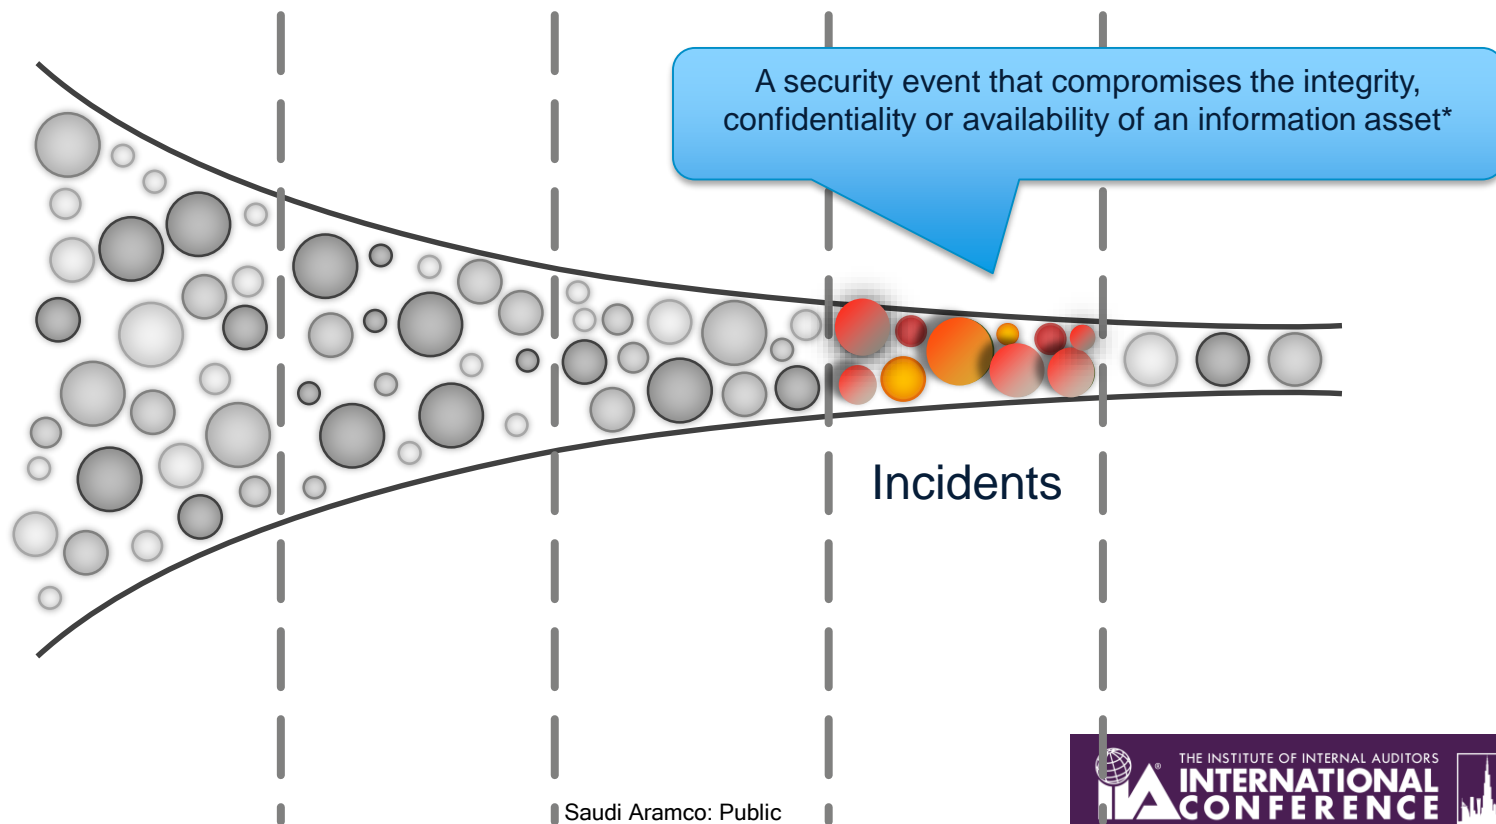 A security event that compromises the integrity,
confidentiality or availability of an information asset*
Incidents
Saudi Aramco: Public
THE INSTITUTE OF INTERNAL AUDITORS
IIA
®
INTERNATIONAL
CONFERENCE